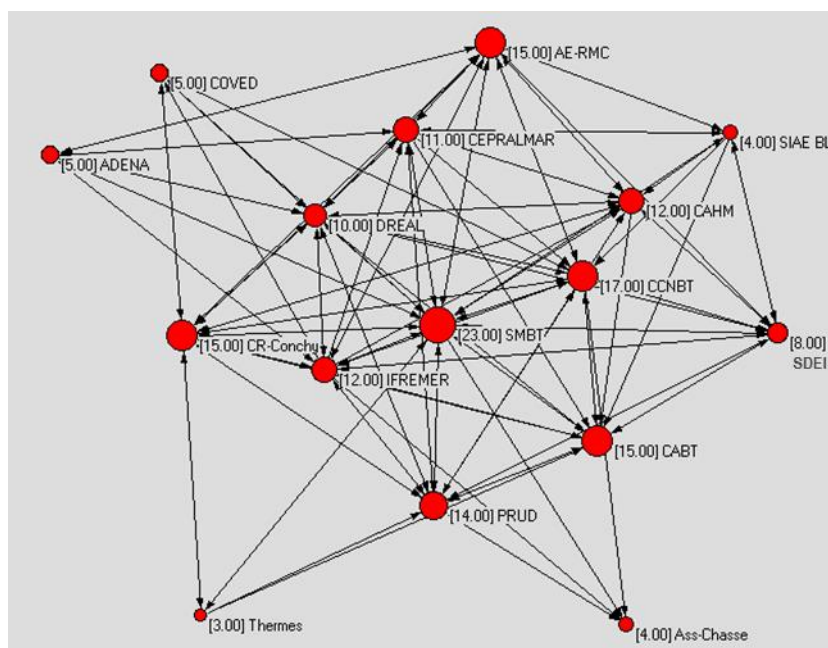 [15.00] AE-RMC
[5.00] COVED
[11.00] CEPRALMAR
[4.00] SIAE BL
[5.00] ADENA
[12.00] CAHM
[10.00] DREAL
[17.00] CCNBT
[23.00] SMBT
[15.00] CR-Conchy
[8.00]
SDEI
[12.00] IFREMER
[15.00] CABT
[14.00] PRUD
[3.00] Thermes
[4.00] Ass-Chasse